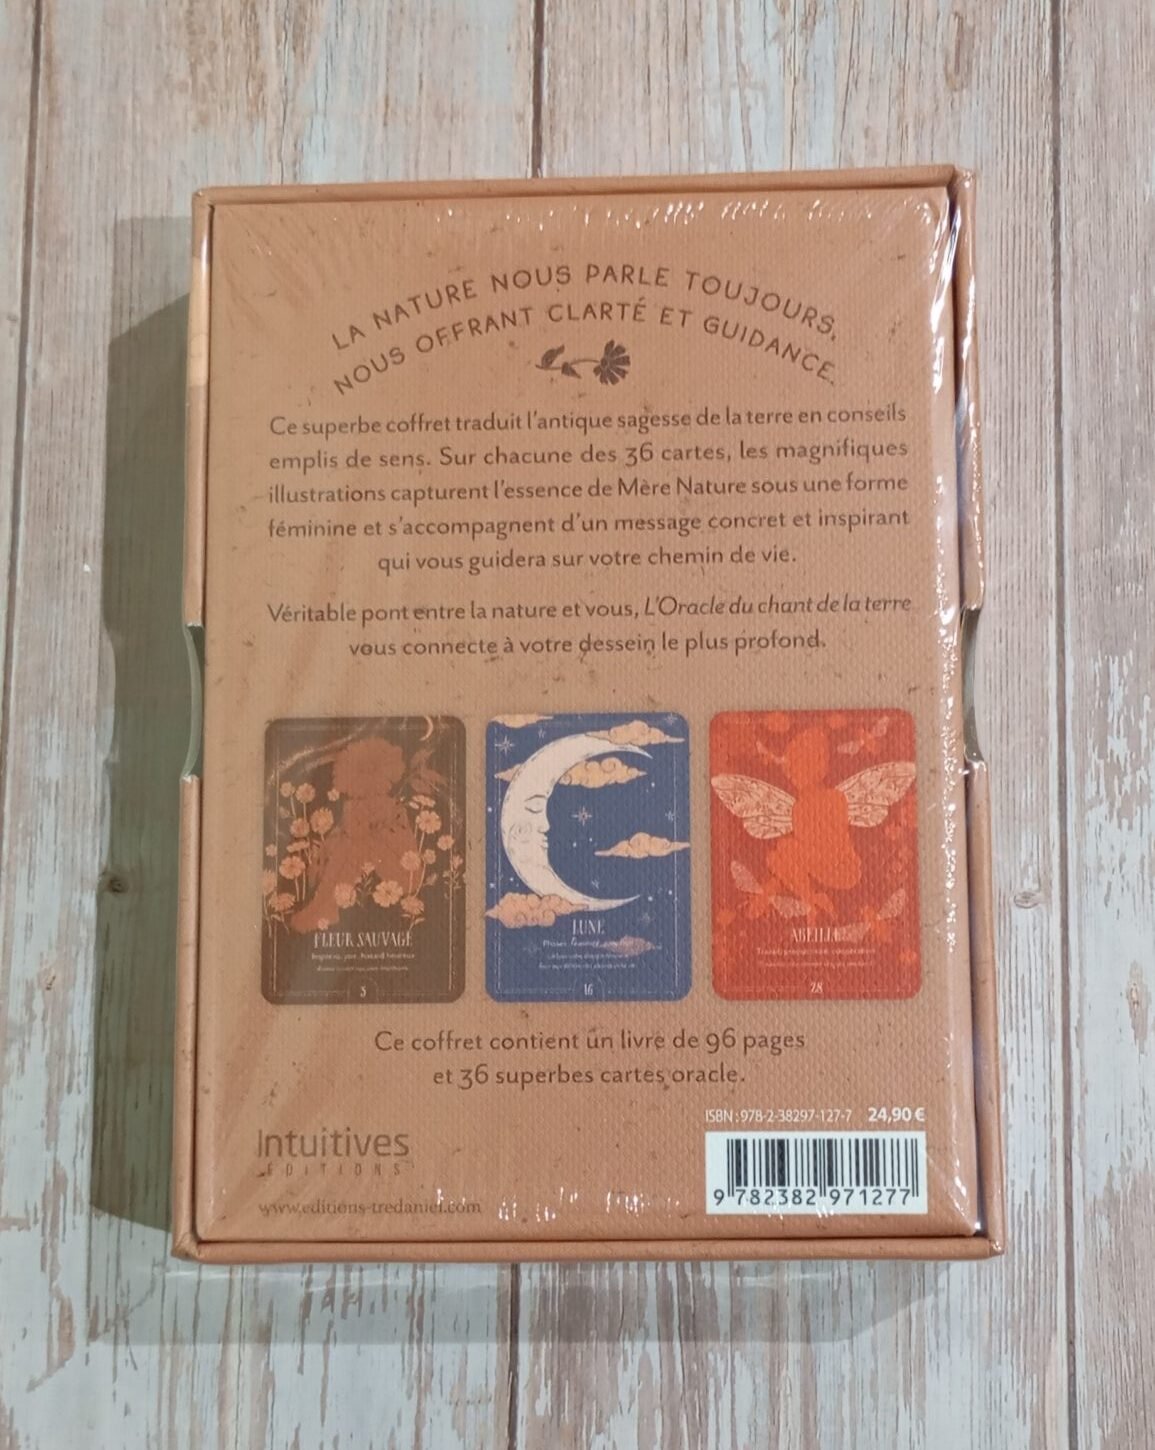 LA NATURE NOUS PARLE TOUJOURS,
NOUS OFFRANT CLARTÉ ET GUIDANCE.
Ce superbe coffret traduit l'antique sagesse de la terre en conseils
emplis de sens. Sur chacune des 36 cartes, les magnifiques
illustrations capturent l'essence de Mère Nature sous une forme
féminine et s'accompagnent d'un message concret et inspirant
qui vous guidera sur votre chemin de vie.
Véritable pont entre la nature et vous, L'Oracle du chant de la terre
vous connecte à votre dessein le plus profond.
FLEUR SAUVAGE
5
LUNE
16
ABEILLE
28
Ce coffret contient un livre de 96 pages
et 36 superbes cartes oracle.
ISBN : 978-2-38297-127-7 24,90 €
Intuitives
ÉDITIONS
www.editions-tredaniel.com
9 782382 971277